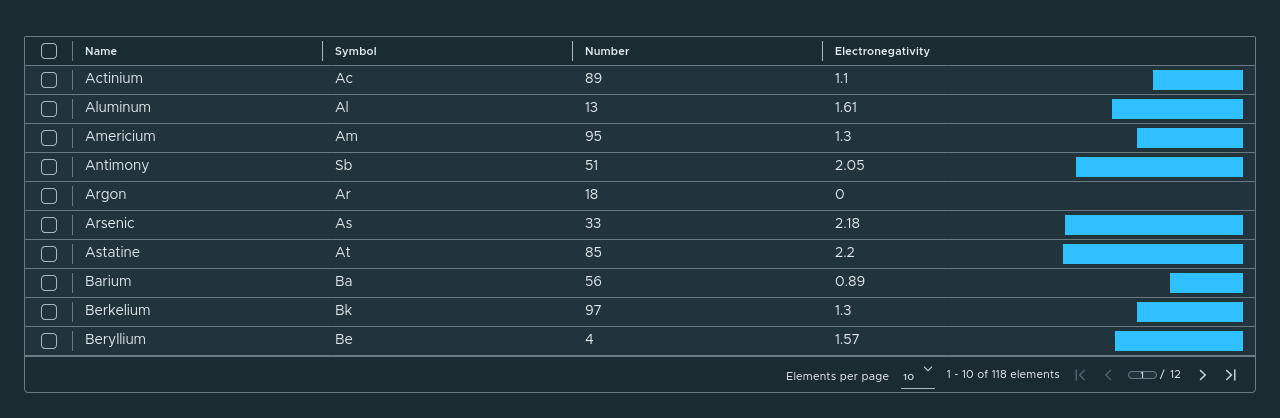 Name Symbol Number Electronegativity
Actinium Ac 89 1.1
Aluminum Al 13 1.61
Americium Am 95 1.3
Antimony Sb 51 2.05
Argon Ar 18 0
Arsenic As 33 2.18
Astatine At 85 2.2
Barium Ba 56 0.89
Berkelium Bk 97 1.3
Beryllium Be 4 1.57
Elements per page 10 1 - 10 of 118 elements 1 / 12